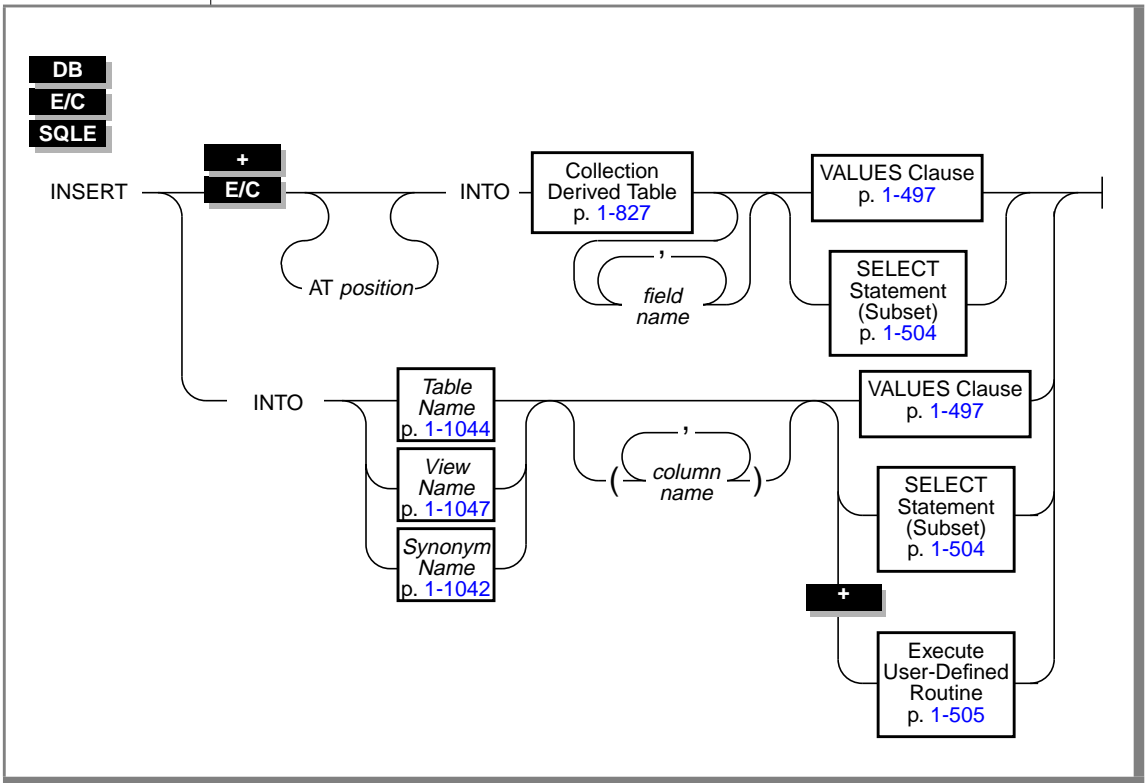 DB
E/C
SQLE
+
E/C
INSERT
AT position
INTO
Collection
Derived Table
p. 1-827
,
field
name
VALUES Clause
p. 1-497
SELECT
Statement
(Subset)
p. 1-504
INTO
Table
Name
p. 1-1044
View
Name
p. 1-1047
Synonym
Name
p. 1-1042
,
( column )
name
VALUES Clause
p. 1-497
SELECT
Statement
(Subset)
p. 1-504
+
Execute
User-Defined
Routine
p. 1-505